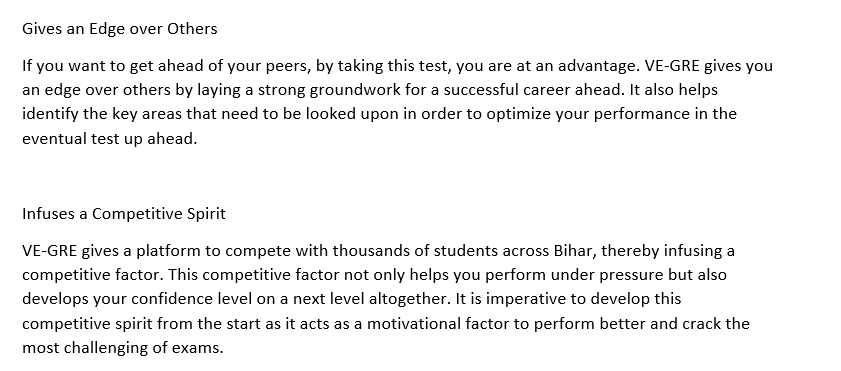 Gives an Edge over Others
If you want to get ahead of your peers, by taking this test, you are at an advantage. VE-GRE gives you
an edge over others by laying a strong groundwork for a successful career ahead. It also helps
identify the key areas that need to be looked upon in order to optimize your performance in the
eventual test up ahead.
Infuses a Competitive Spirit
VE-GRE gives a platform to compete with thousands of students across Bihar, thereby infusing a
competitive factor. This competitive factor not only helps you perform under pressure but also
develops your confidence level on a next level altogether. It is imperative to develop this
competitive spirit from the start as it acts as a motivational factor to perform better and crack the
most challenging of exams.